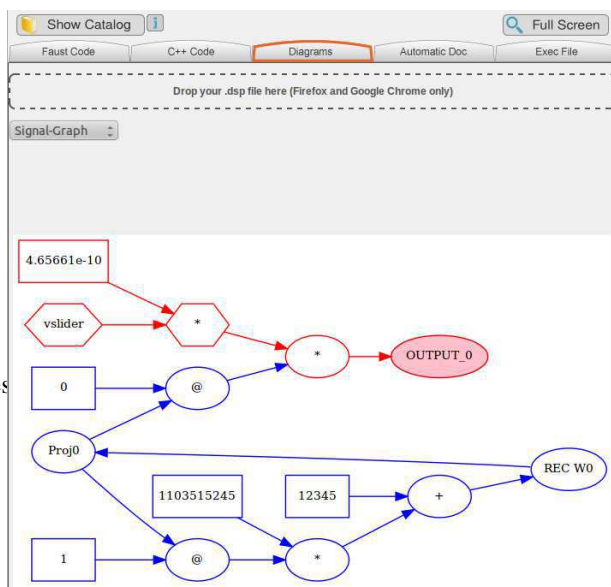 Show Catalog i Full Screen
Faust Code C++ Code Diagrams Automatic Doc Exec File
Drop your .dsp file here (Firefox and Google Chrome only)
Signal-Graph
4.65661e-10
vslider * * OUTPUT_0
0 @
Proj0 REC W0
1103515245 12345 +
1 @ *
s